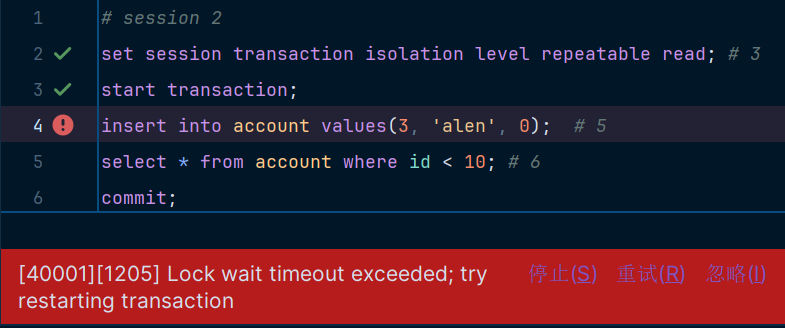 1 # session 2
2 set session transaction isolation level repeatable read; # 3
3 start transaction;
4 insert into account values(3, 'alen', 0);  # 5
5 select * from account where id < 10; # 6
6 commit;
[40001][1205] Lock wait timeout exceeded; try 停止(S) 重试(R) 忽略(I)
restarting transaction